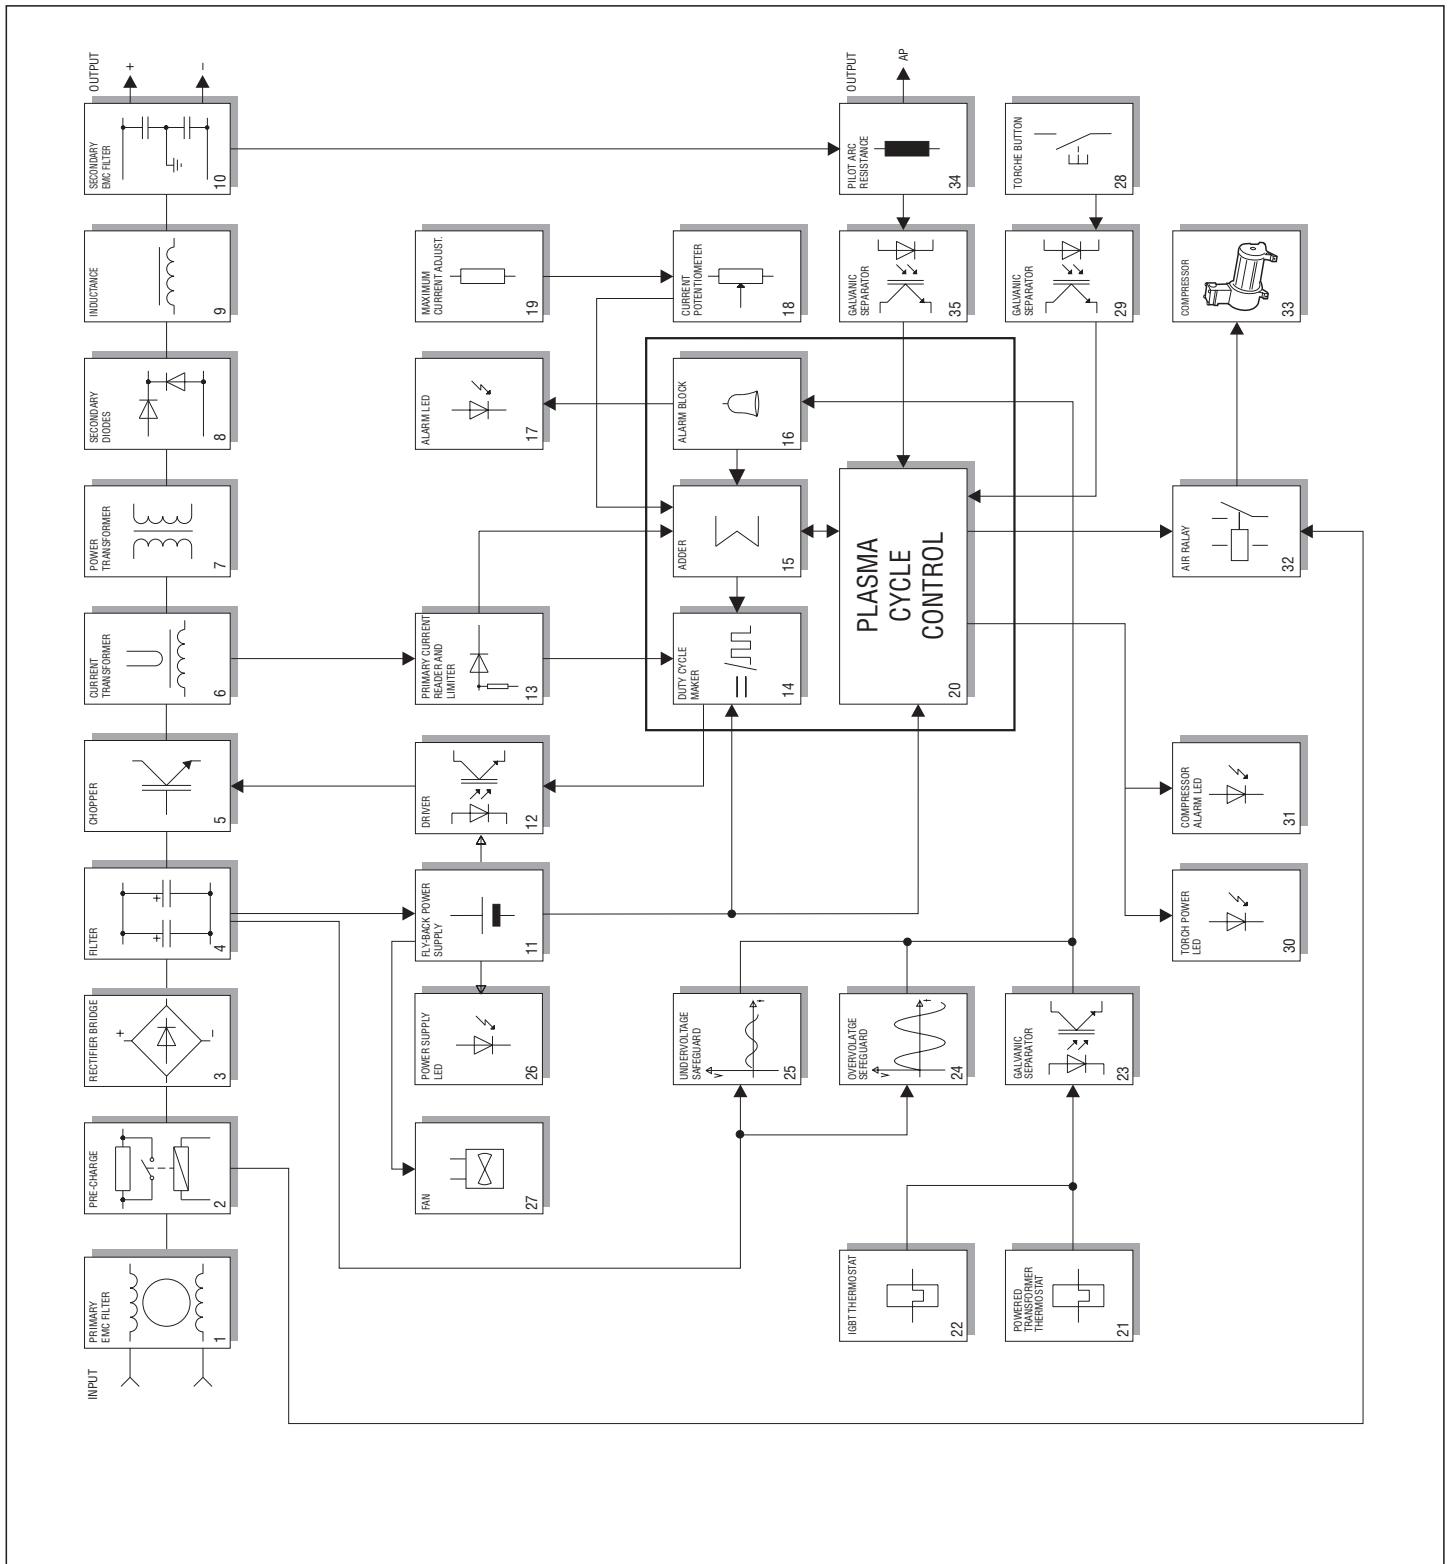 INPUT
PRIMARY
EMC FILTER
1
PRE-CHARGE
2
RECTIFIER BRIDGE
+
-
3
FILTER
+
+
4
CHOPPER
5
CURRENT
TRANSFORMER
6
POWER
TRANSFORMER
7
SECONDARY
DIODES
8
INDUCTANCE
9
SECONDARY
EMC FILTER
10
OUTPUT
+
-
FAN
27
POWER SUPPLY
LED
26
FLY-BACK POWER
SUPPLY
11
DRIVER
12
PRIMARY CURRENT
READER AND
LIMITER
13
ALARM LED
17
MAXIMUM
CURRENT ADJUST.
19
UNDERVOLTAGE
SAFEGUARD
V
t
25
DUTY CYCLE
MAKER
14
ADDER
15
ALARM BLOCK
16
CURRENT
POTENTIOMETER
18
IGBT THERMOSTAT
22
OVERVOLATGE
SEFEGUARD
V
t
24
PLASMA
CYCLE
CONTROL
20
GALVANIC
SEPARATOR
35
PILOT ARC
RESISTANCE
34
OUTPUT
AP
POWERED
TRANSFORMER
THERMOSTAT
21
GALVANIC
SEPARATOR
23
GALVANIC
SEPARATOR
29
TORCHE BUTTON
28
TORCH POWER
LED
30
COMPRESSOR
ALARM LED
31
AIR RALAY
32
COMPRESSOR
33